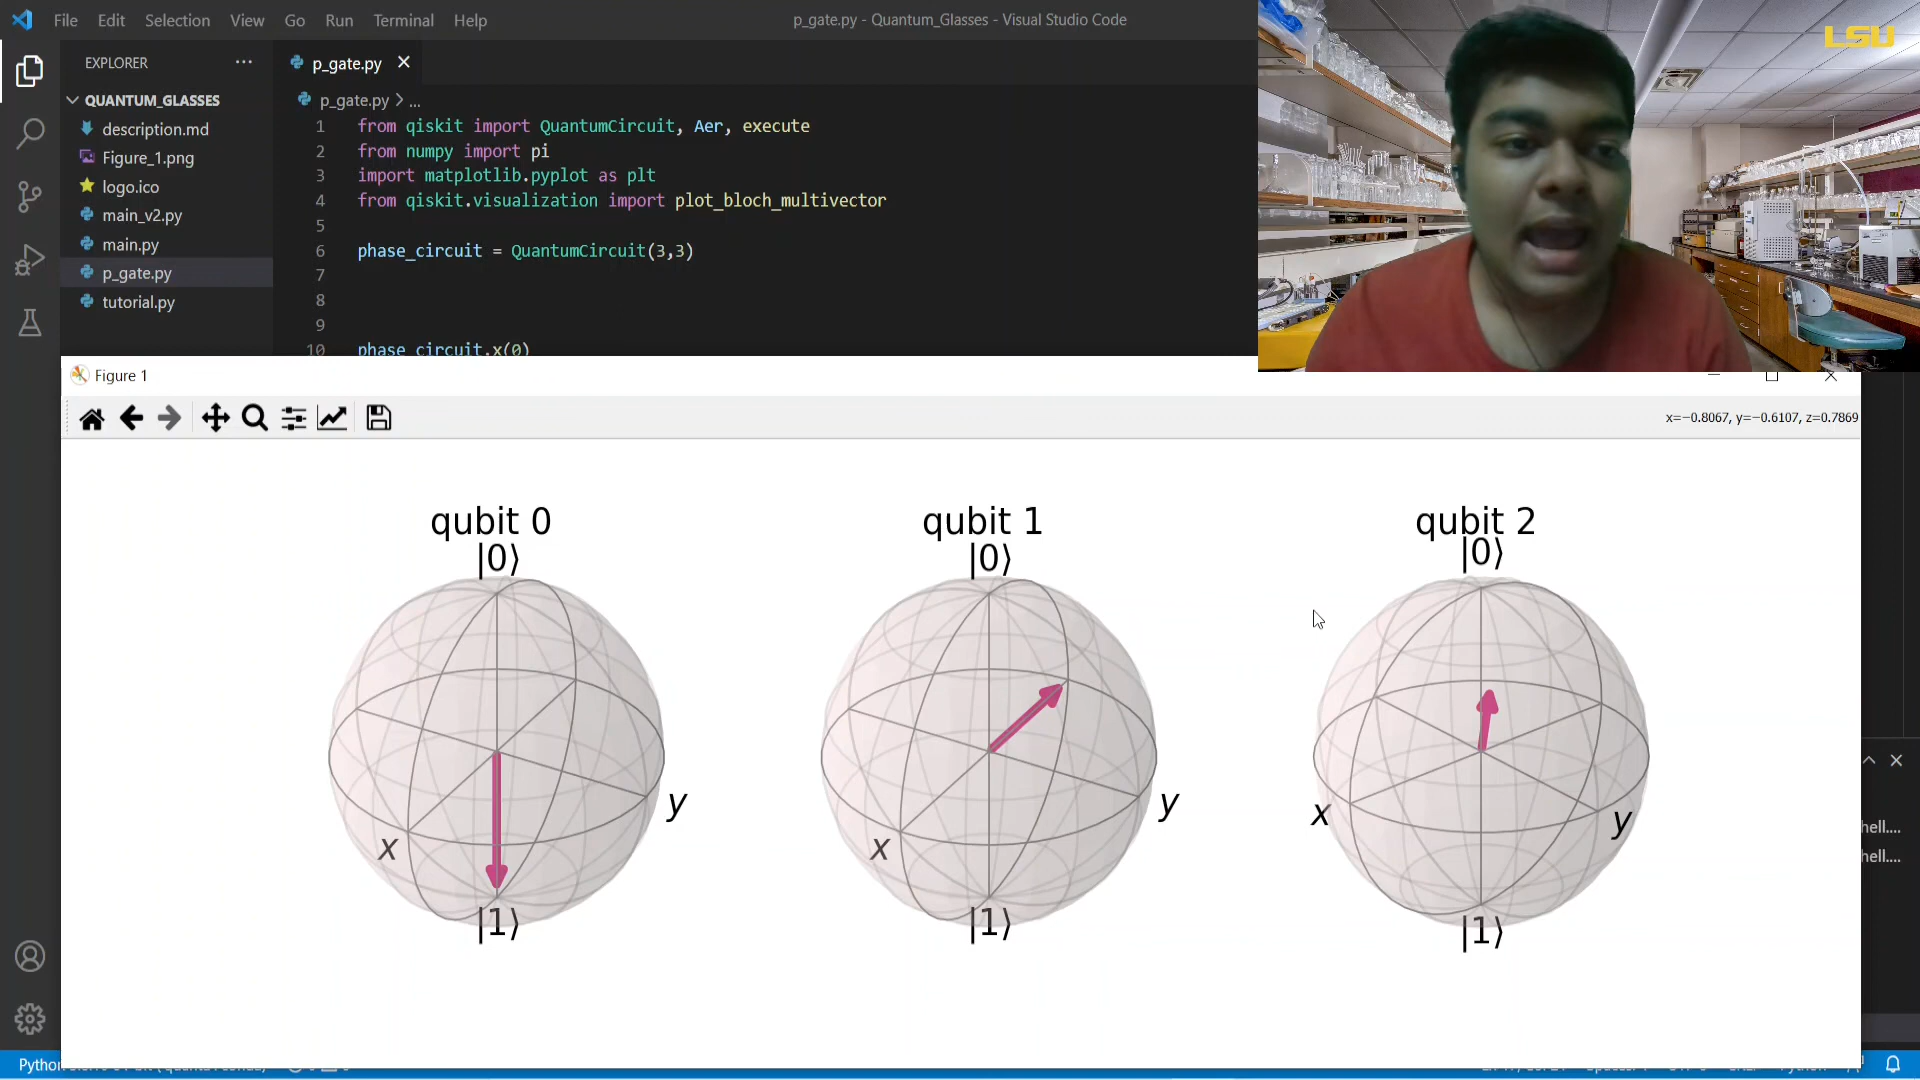 File Edit Selection View Go Run Terminal Help
p_gate.py - Quantum_Glasses - Visual Studio Code
LSU
EXPLORER
QUANTUM_GLASSES
description.md
Figure_1.png
logo.ico
main_v2.py
main.py
p_gate.py
tutorial.py
p_gate.py
p_gate.py > ...
1 from qiskit import QuantumCircuit, Aer, execute
2 from numpy import pi
3 import matplotlib.pyplot as plt
4 from qiskit.visualization import plot_bloch_multivector
5
6 phase_circuit = QuantumCircuit(3,3)
7
8
9
10 phase_circuit.x(0)
Figure 1
x=−0.8067, y=−0.6107, z=0.7869
qubit 0
|0⟩
x
y
|1⟩
qubit 1
|0⟩
x
y
|1⟩
qubit 2
|0⟩
x
y
|1⟩
hell....
hell....
Python